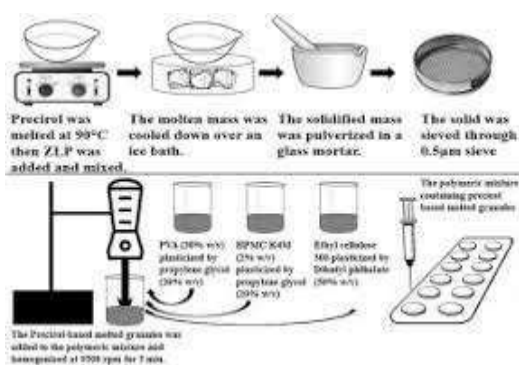 Precirol was
melted at 90°C
then ZLP was
added and mixed.
The molten mass was
cooled down over an
ice bath.
The solidified mass
was pulverized in a
glass mortar.
The solid was
sieved through
0.5μm sieve
PVA (30% w/v)
plasticized by
propylene glycol
(20% w/v)
HPMC K4M
(2% w/v)
plasticized by
propylene glycol
(20% w/v)
Ethyl cellulose
plasticized by
Dibutyl phthalate
(50% w/v)
The polymeric mixture
containing
based melted granules
The Precirol-based melted granules was
added to the polymeric mixture and
homogenized at rpm for 5 min.